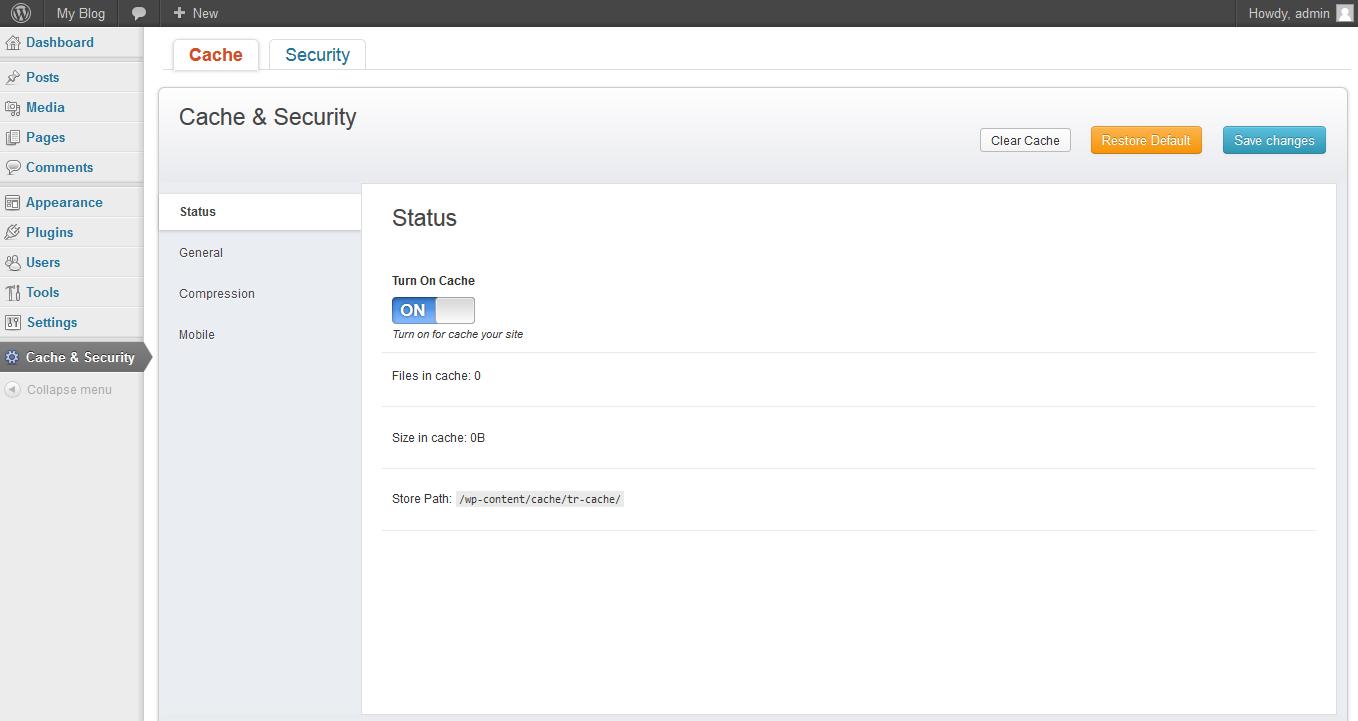 My Blog
New
Howdy, admin
Dashboard
Posts
Media
Pages
Comments
Appearance
Plugins
Users
Tools
Settings
Cache & Security
Collapse menu
Cache
Security
Cache & Security
Clear Cache
Restore Default
Save changes
Status
General
Compression
Mobile
Status
Turn On Cache
ON
Turn on for cache your site
Files in cache: 0
Size in cache: 0B
Store Path: /wp-content/cache/tr-cache/